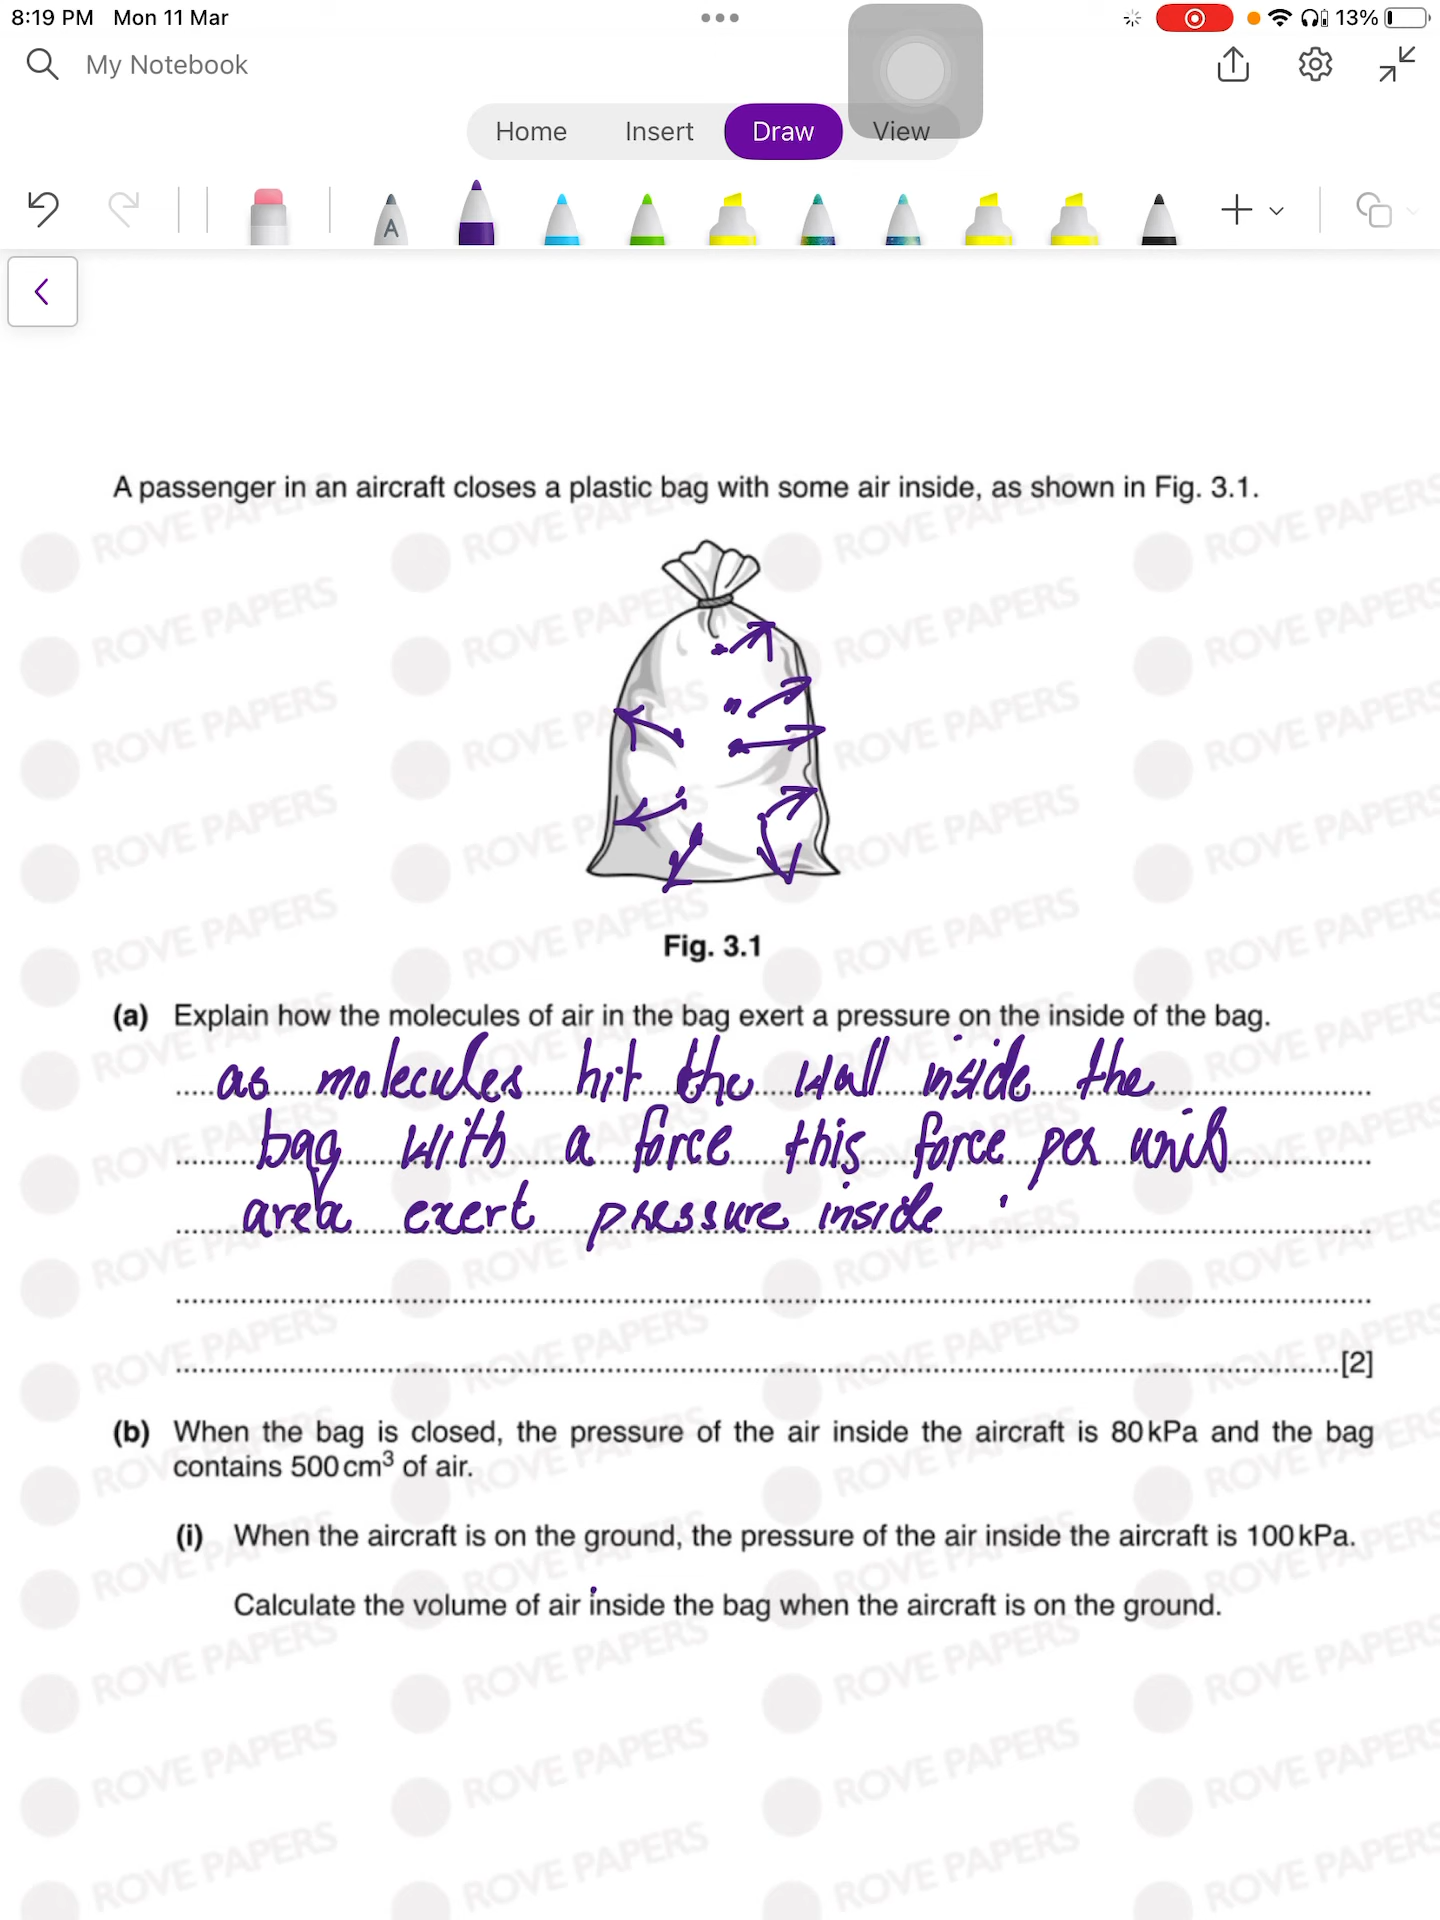 8:19 PM Mon 11 Mar
13%
My Notebook
Home Insert Draw View
A
A passenger in an aircraft closes a plastic bag with some air inside, as shown in Fig. 3.1.
Fig. 3.1
(a) Explain how the molecules of air in the bag exert a pressure on the inside of the bag.
as molecules hit the wall inside the
bag with a force this force per unit
area exert pressure inside
[2]
(b) When the bag is closed, the pressure of the air inside the aircraft is 80 kPa and the bag
contains 500 cm³ of air.
(i) When the aircraft is on the ground, the pressure of the air inside the aircraft is 100 kPa.
Calculate the volume of air inside the bag when the aircraft is on the ground.
ROVE PAPERS